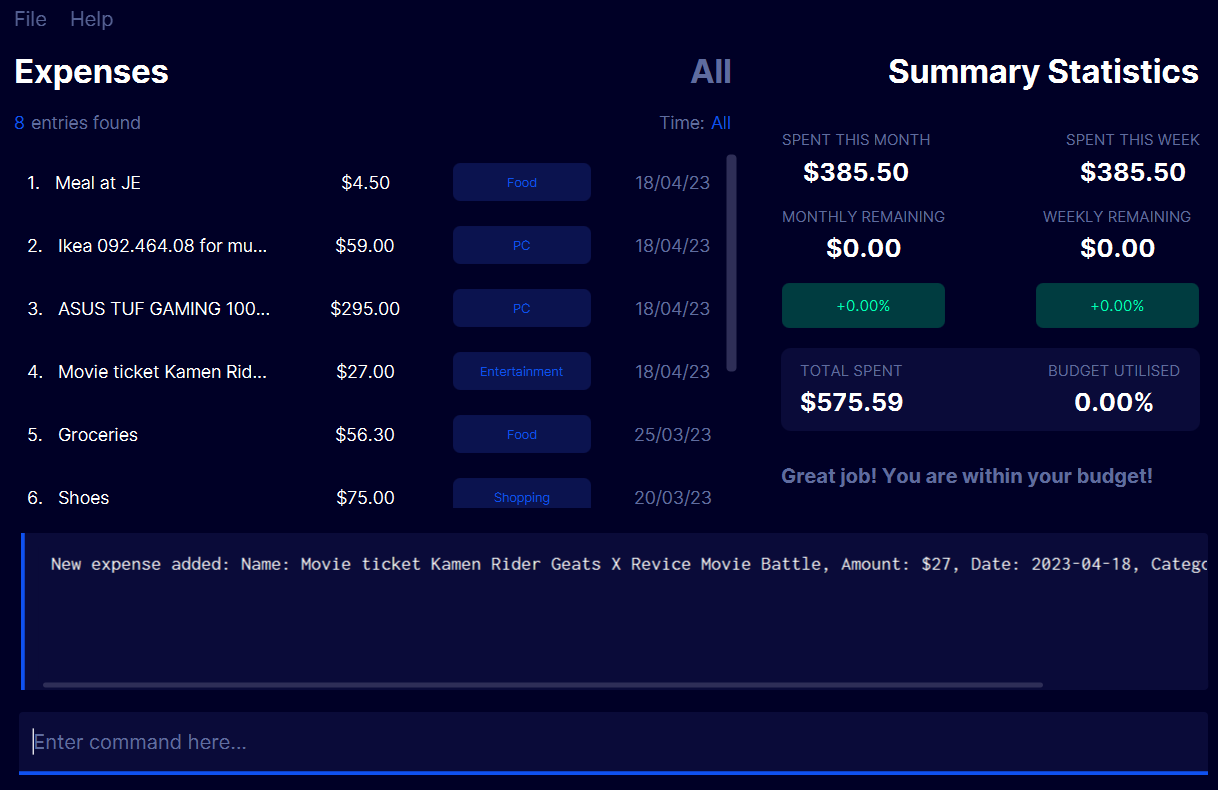 File Help
Expenses All
8 entries found Time: All
1. Meal at JE $4.50 Food 18/04/23
2. Ikea 092.464.08 for mu... $59.00 PC 18/04/23
3. ASUS TUF GAMING 100... $295.00 PC 18/04/23
4. Movie ticket Kamen Rid... $27.00 Entertainment 18/04/23
5. Groceries $56.30 Food 25/03/23
6. Shoes $75.00 Shopping 20/03/23
Summary Statistics
SPENT THIS MONTH SPENT THIS WEEK
$385.50 $385.50
MONTHLY REMAINING WEEKLY REMAINING
$0.00 $0.00
+0.00% +0.00%
TOTAL SPENT BUDGET UTILISED
$575.59 0.00%
Great job! You are within your budget!
New expense added: Name: Movie ticket Kamen Rider Geats X Revice Movie Battle, Amount: $27, Date: 2023-04-18, Catego
Enter command here...